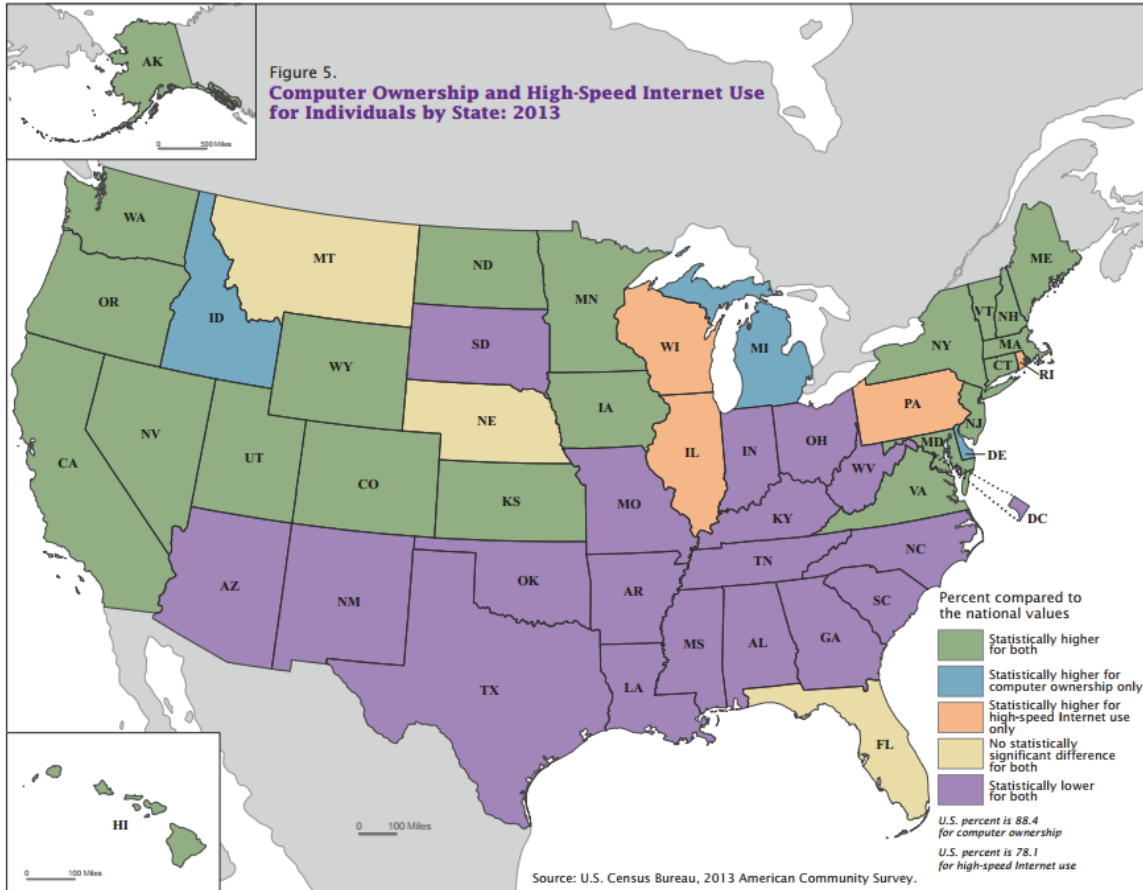 AK
0 500 Miles
Figure 5.
Computer Ownership and High-Speed Internet Use
for Individuals by State: 2013
WA
MT
ND
MN
ME
OR
ID
SD
WI
MI
VT
NH
NY
MA
CT
RI
WY
IA
NE
PA
NJ
NV
UT
CO
IL
IN
OH
MD
DE
CA
KS
MO
WV
VA
DC
KY
AZ
NM
OK
AR
TN
NC
SC
MS
AL
GA
TX
LA
FL
HI
0 100 Miles
0 100 Miles
Percent compared to
the national values
Statistically higher
for both
Statistically higher for
computer ownership only
Statistically higher for
high-speed Internet use
only
No statistically
significant difference
for both
Statistically lower
for both
U.S. percent is 88.4
for computer ownership
U.S. percent is 78.1
for high-speed Internet use
Source: U.S. Census Bureau, 2013 American Community Survey.